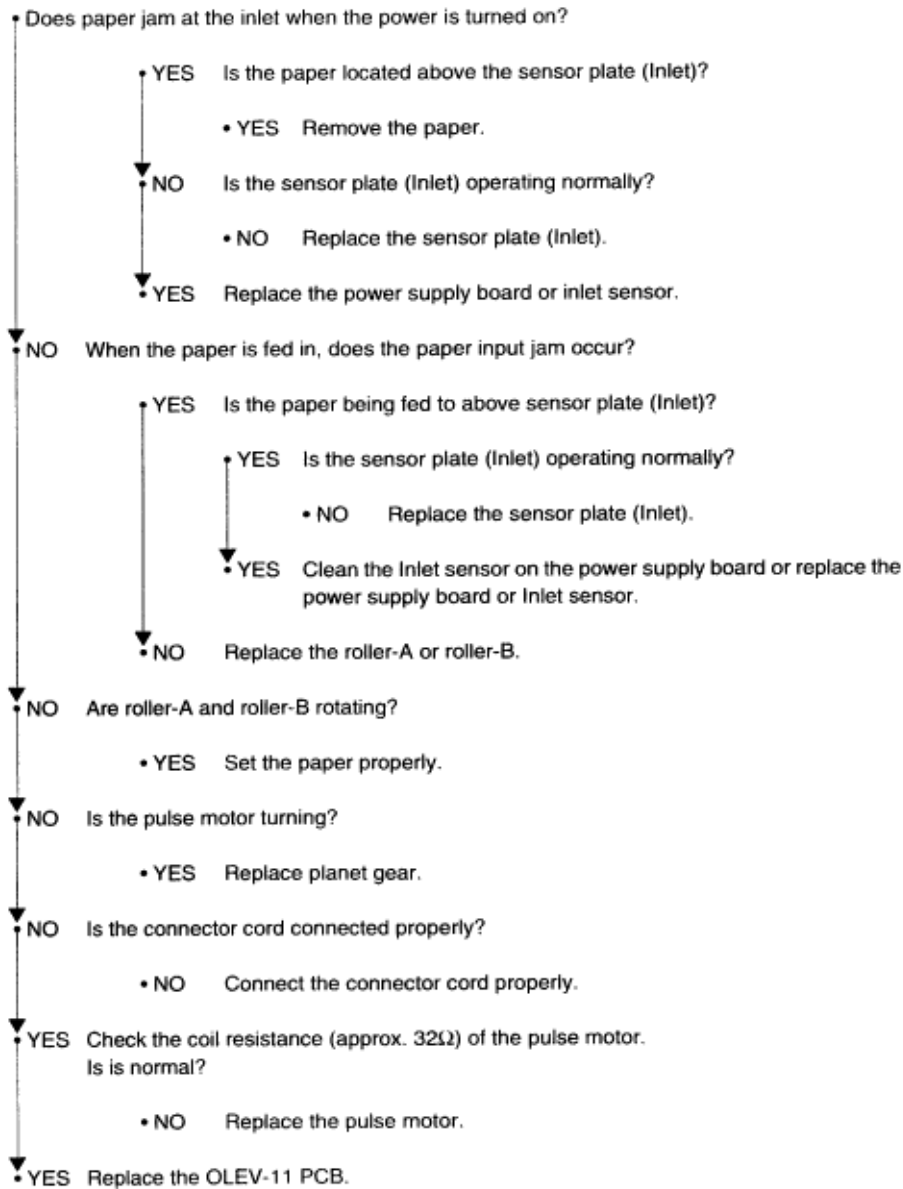 • Does paper jam at the inlet when the power is turned on?
• YES Is the paper located above the sensor plate (Inlet)?
• YES Remove the paper.
• NO Is the sensor plate (Inlet) operating normally?
• NO Replace the sensor plate (Inlet).
• YES Replace the power supply board or inlet sensor.
• NO When the paper is fed in, does the paper input jam occur?
• YES Is the paper being fed to above sensor plate (Inlet)?
• YES Is the sensor plate (Inlet) operating normally?
• NO Replace the sensor plate (Inlet).
• YES Clean the Inlet sensor on the power supply board or replace the
power supply board or Inlet sensor.
• NO Replace the roller-A or roller-B.
• NO Are roller-A and roller-B rotating?
• YES Set the paper properly.
• NO Is the pulse motor turning?
• YES Replace planet gear.
• NO Is the connector cord connected properly?
• NO Connect the connector cord properly.
• YES Check the coil resistance (approx. 32Ω) of the pulse motor.
Is is normal?
• NO Replace the pulse motor.
• YES Replace the OLEV-11 PCB.